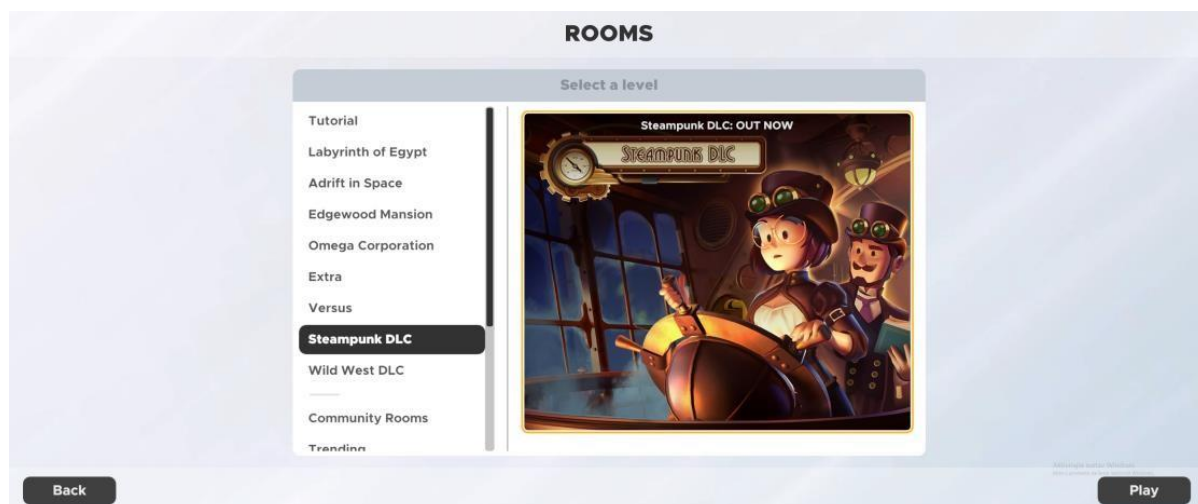 ROOMS
Select a level
Tutorial
Labyrinth of Egypt
Adrift in Space
Edgewood Mansion
Omega Corporation
Extra
Versus
Steampunk DLC
Wild West DLC
Community Rooms
Trending
Steampunk DLC: OUT NOW
STEAMPUNK DLC
Back
Play